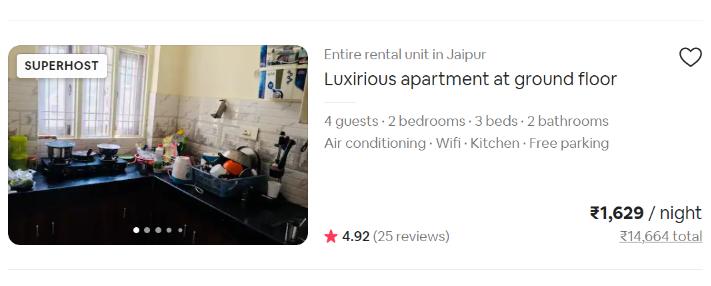 SUPERHOST
Entire rental unit in Jaipur
Luxirious apartment at ground floor
4 guests · 2 bedrooms · 3 beds · 2 bathrooms
Air conditioning · Wifi · Kitchen · Free parking
₹1,629 / night
4.92 (25 reviews)
₹14,664 total